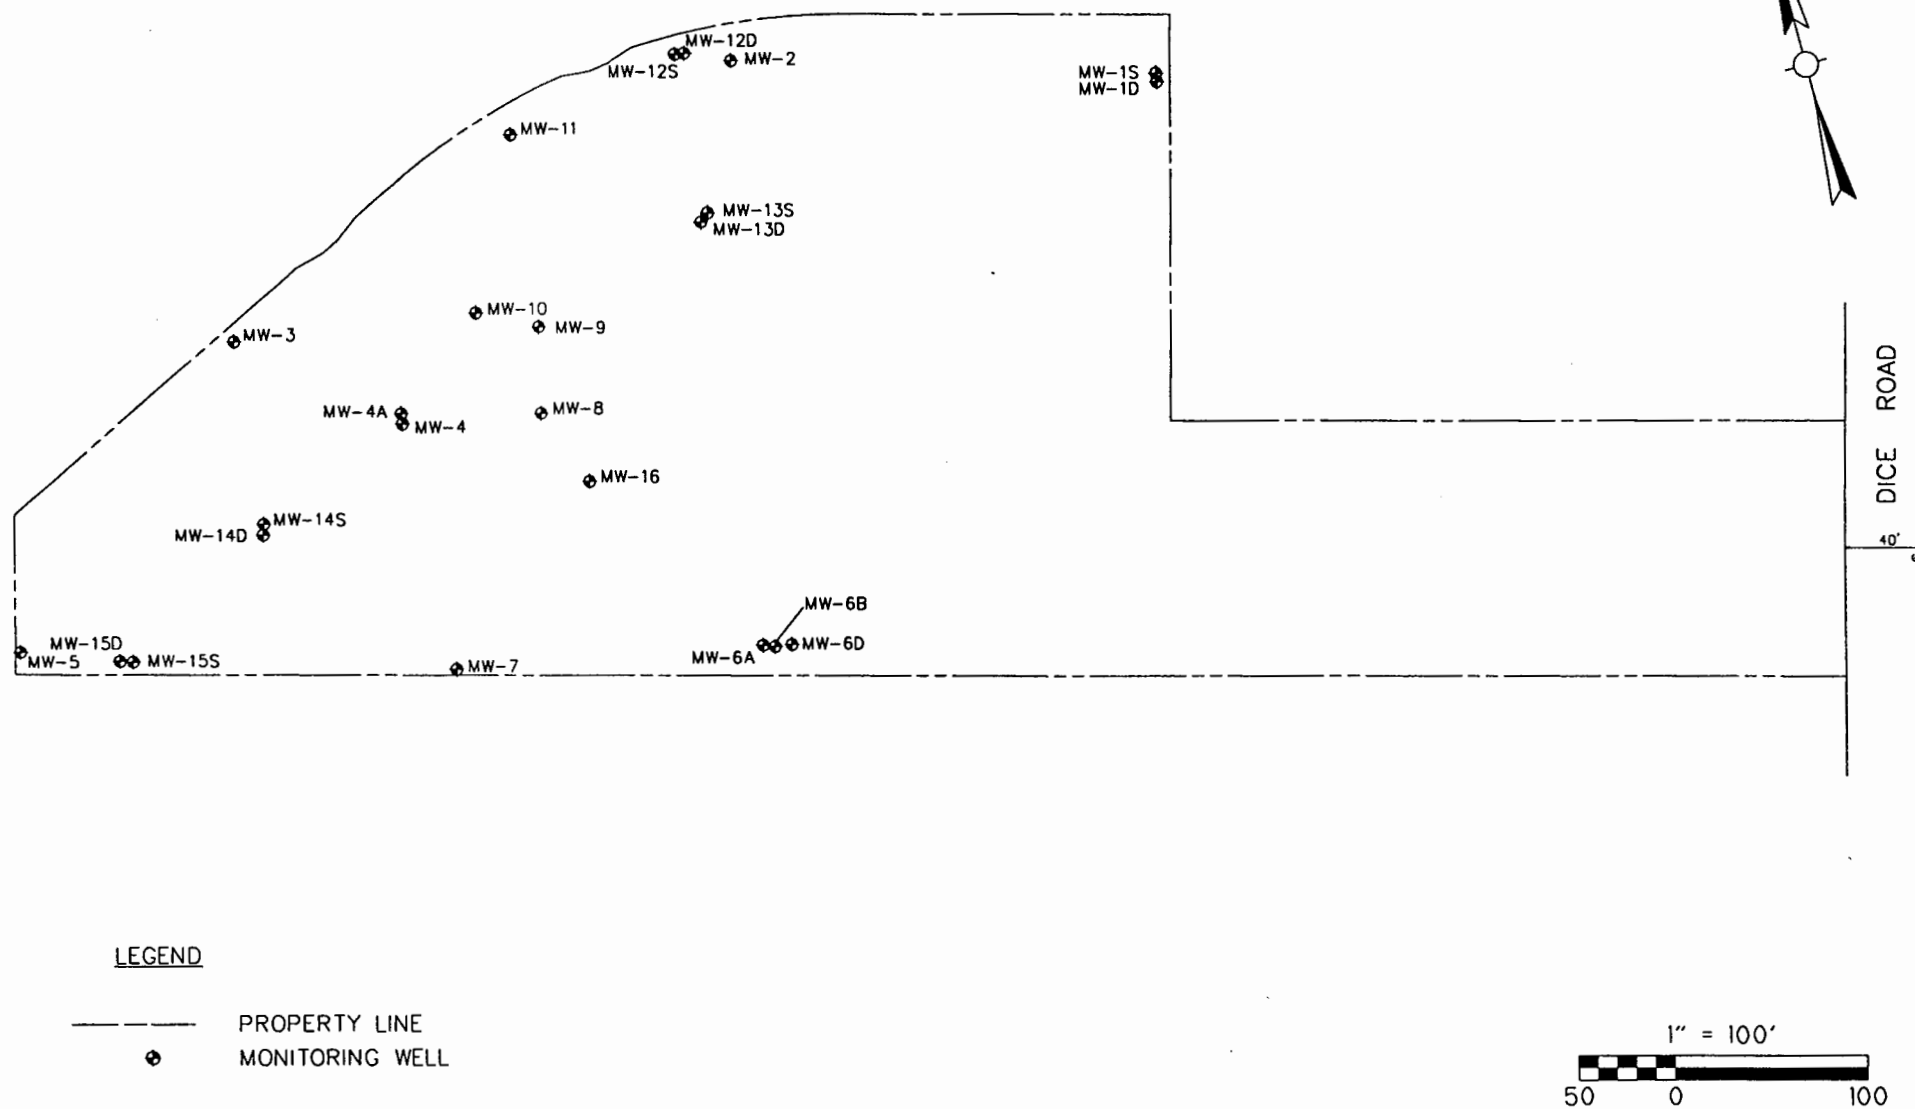 MW-12D
MW-2
MW-12S
MW-1S
MW-1D
MW-11
MW-13S
MW-13D
MW-10
MW-9
MW-3
MW-4A
MW-8
MW-4
MW-16
MW-14S
MW-14D
DICE ROAD
40'
MW-6B
MW-15D
MW-6D
MW-5
MW-15S
MW-6A
MW-7
LEGEND
PROPERTY LINE
MONITORING WELL
1" = 100'
50 0 100